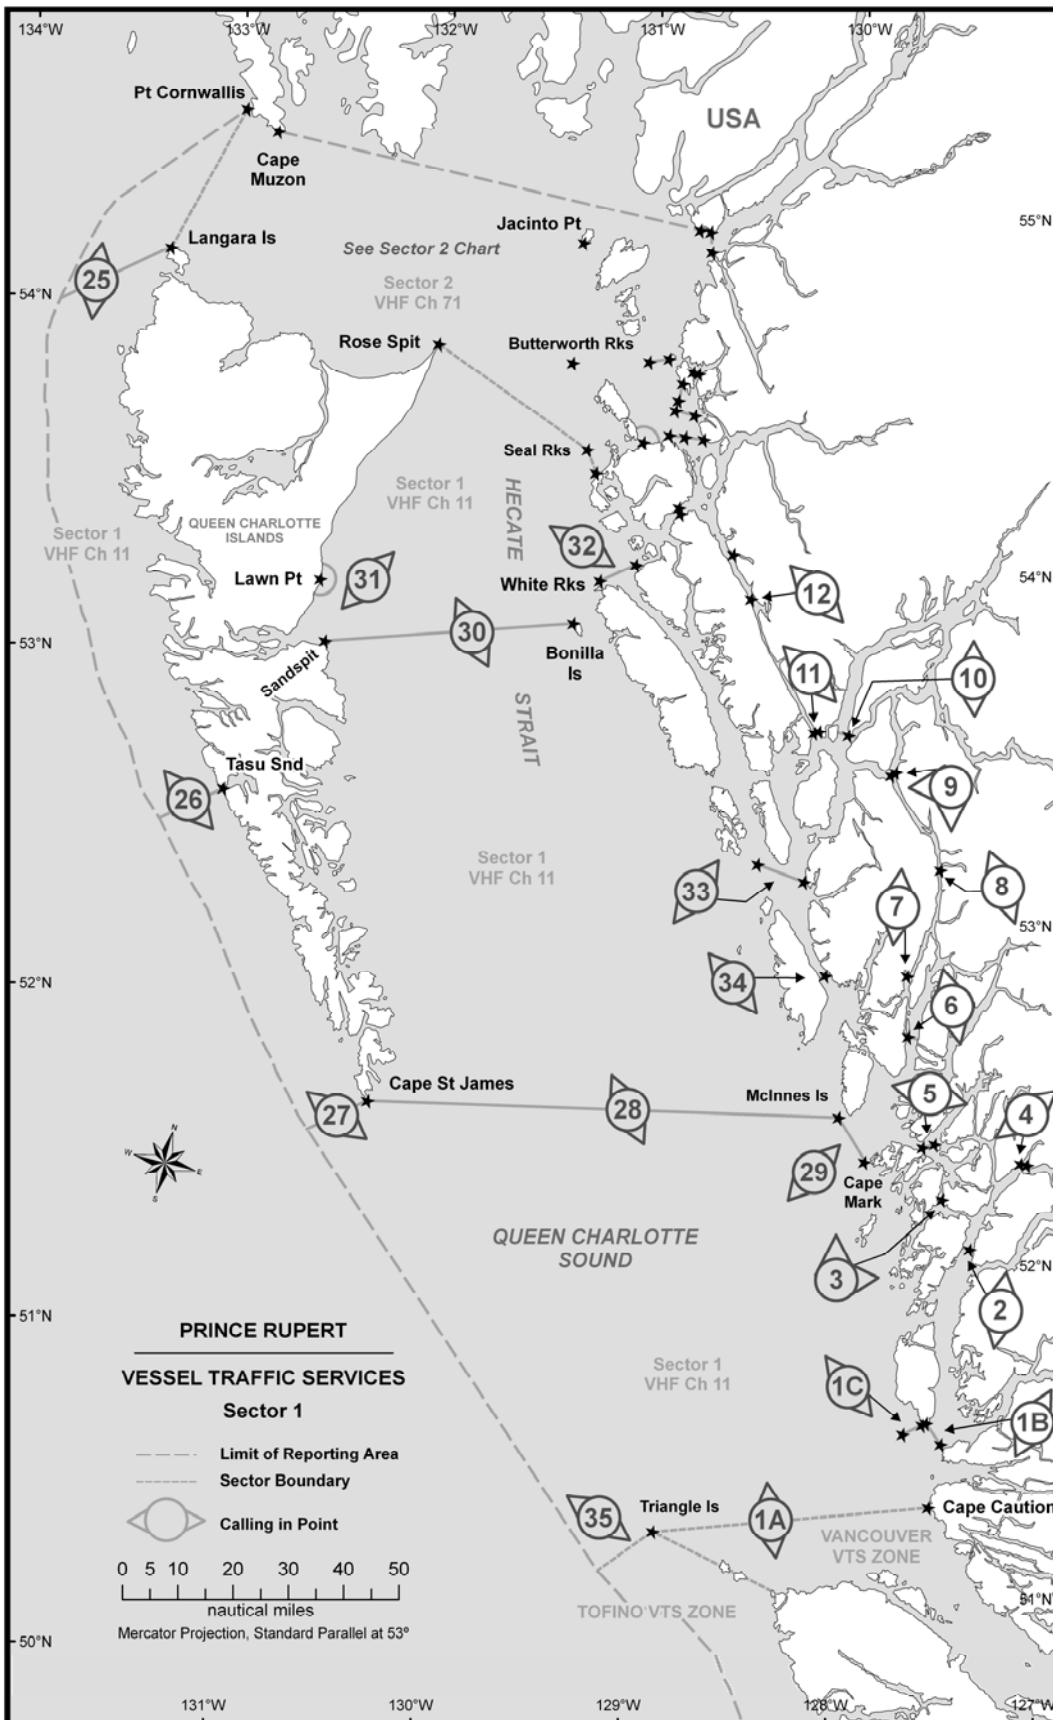 134°W 133°W 132°W 131°W 130°W
Pt Cornwallis
USA
Cape
Muzon
55°N
Jacinto Pt
Langara Is
See Sector 2 Chart
25
Sector 2
VHF Ch 71
54°N
Rose Spit
Butterworth Rks
Seal Rks
Sector 1
VHF Ch 11
HECATE
QUEEN CHARLOTTE
ISLANDS
Sector 1
VHF Ch 11
32
54°N
Lawn Pt
31
White Rks
12
30
53°N
Bonilla
Is
Sandspit
11
10
STRAIT
Tasu Snd
26
9
Sector 1
VHF Ch 11
33
8
7
53°N
52°N
34
6
Cape St James
McInnes Is
5
27
28
4
N
W
E
S
29
Cape
Mark
QUEEN CHARLOTTE
SOUND
52°N
3
2
51°N
PRINCE RUPERT
VESSEL TRAFFIC SERVICES
Sector 1
Sector 1
VHF Ch 11
1C
1B
Limit of Reporting Area
Sector Boundary
Calling in Point
35
Triangle Is
1A
Cape Caution
VANCOUVER
VTS ZONE
0 5 10 20 30 40 50
nautical miles
51°N
TOFINO VTS ZONE
Mercator Projection, Standard Parallel at 53°
50°N
131°W 130°W 129°W 128°W 127°W